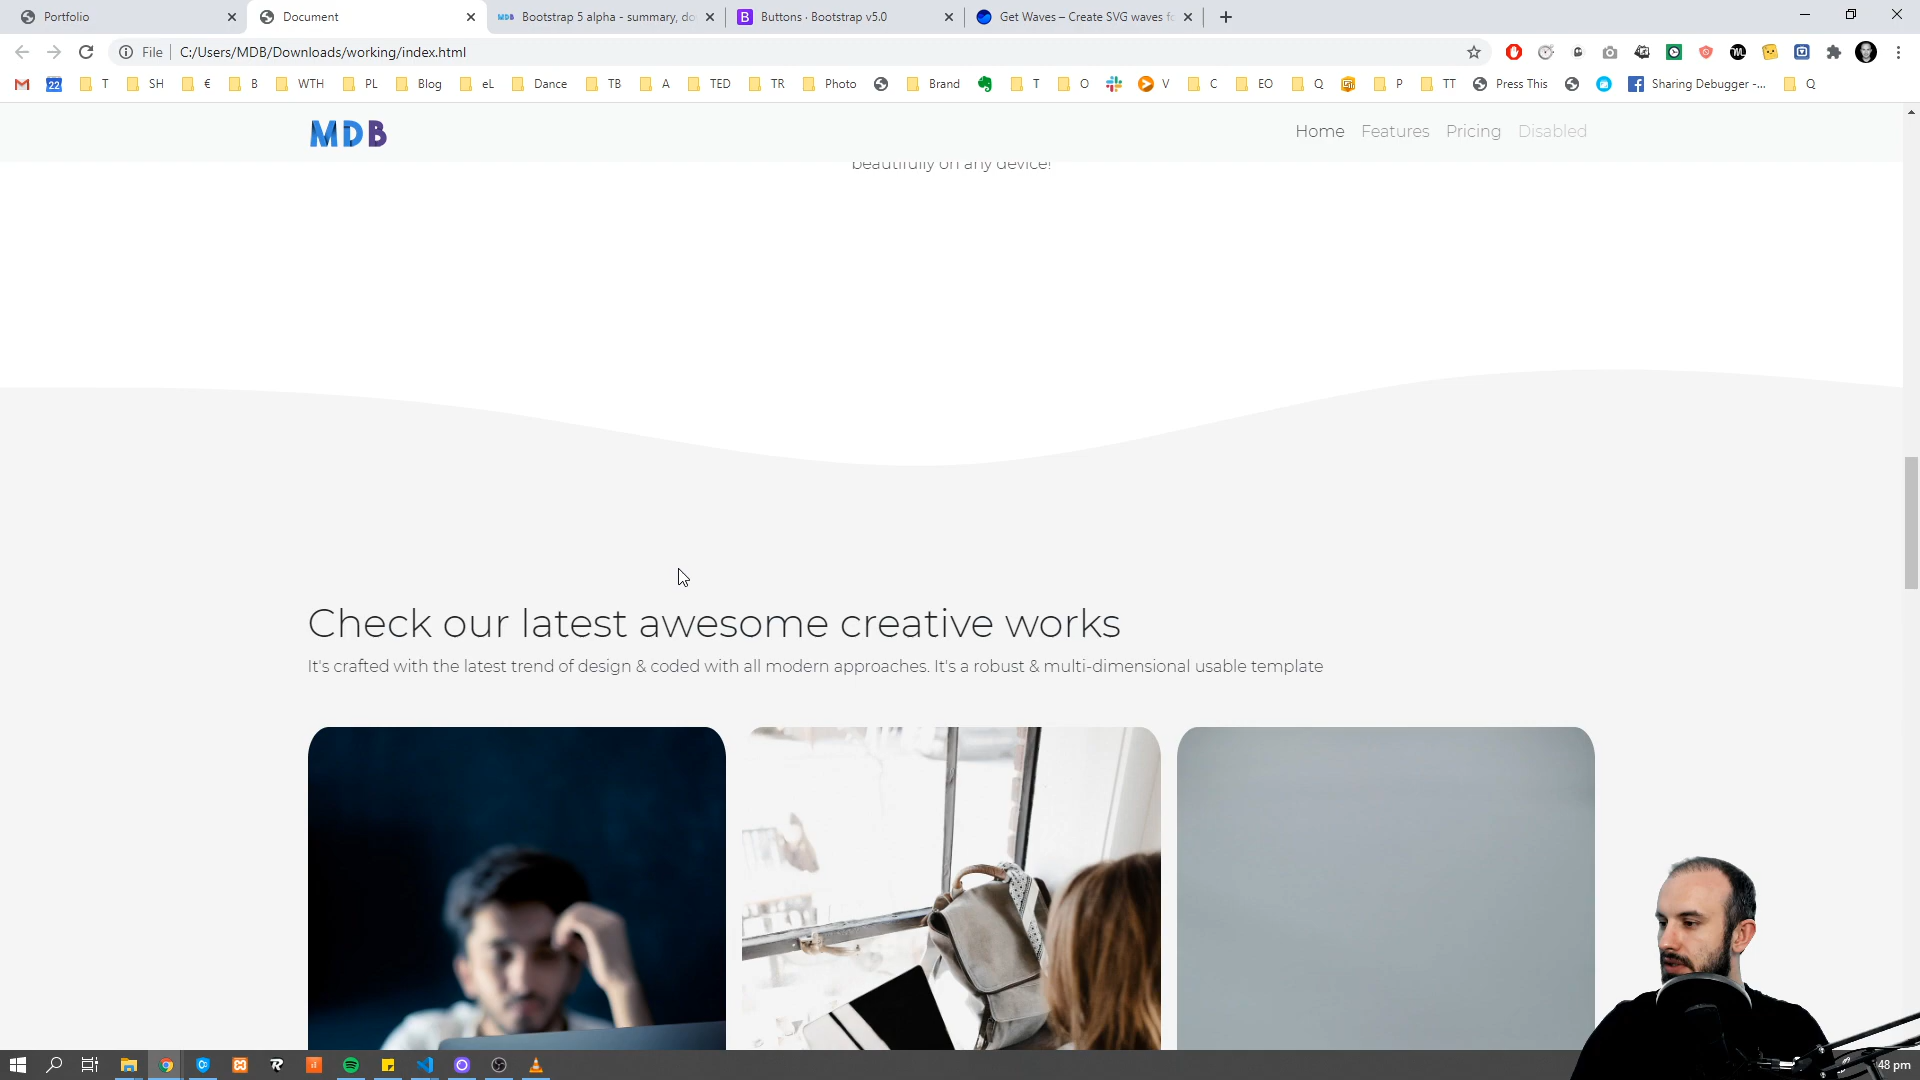 Portfolio
Document
Bootstrap 5 alpha - summary, do
Buttons · Bootstrap v5.0
Get Waves – Create SVG waves fo
File
C:/Users/MDB/Downloads/working/index.html
22
T
SH
€
B
WTH
PL
Blog
eL
Dance
TB
A
TED
TR
Photo
Brand
T
O
V
C
EO
Q
P
TT
Press This
Sharing Debugger -...
Q
MDB
Home
Features
Pricing
Disabled
beautifully on any device!
Check our latest awesome creative works
It's crafted with the latest trend of design & coded with all modern approaches. It's a robust & multi-dimensional usable template
48 pm